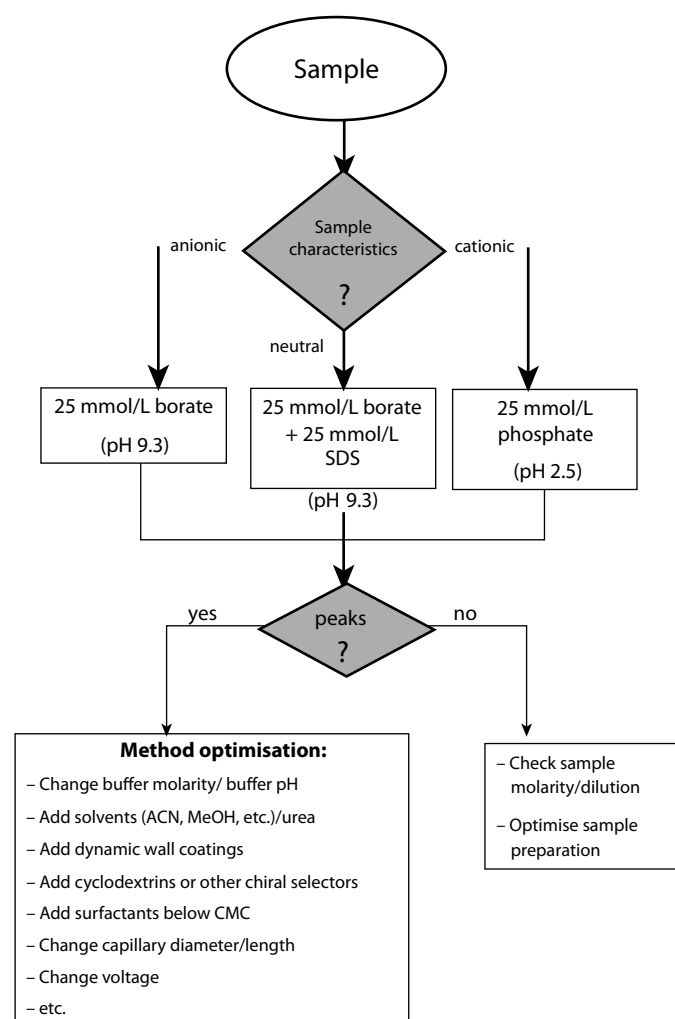 Sample
Sample
characteristics
?
anionic
cationic
neutral
25 mmol/L borate
(pH 9.3)
25 mmol/L borate
+ 25 mmol/L
SDS
(pH 9.3)
25 mmol/L
phosphate
(pH 2.5)
peaks
?
yes
no
Method optimisation:
– Change buffer molarity/ buffer pH
– Add solvents (ACN, MeOH, etc.)/urea
– Add dynamic wall coatings
– Add cyclodextrins or other chiral selectors
– Add surfactants below CMC
– Change capillary diameter/length
– Change voltage
– etc.
– Check sample
molarity/dilution
– Optimise sample
preparation